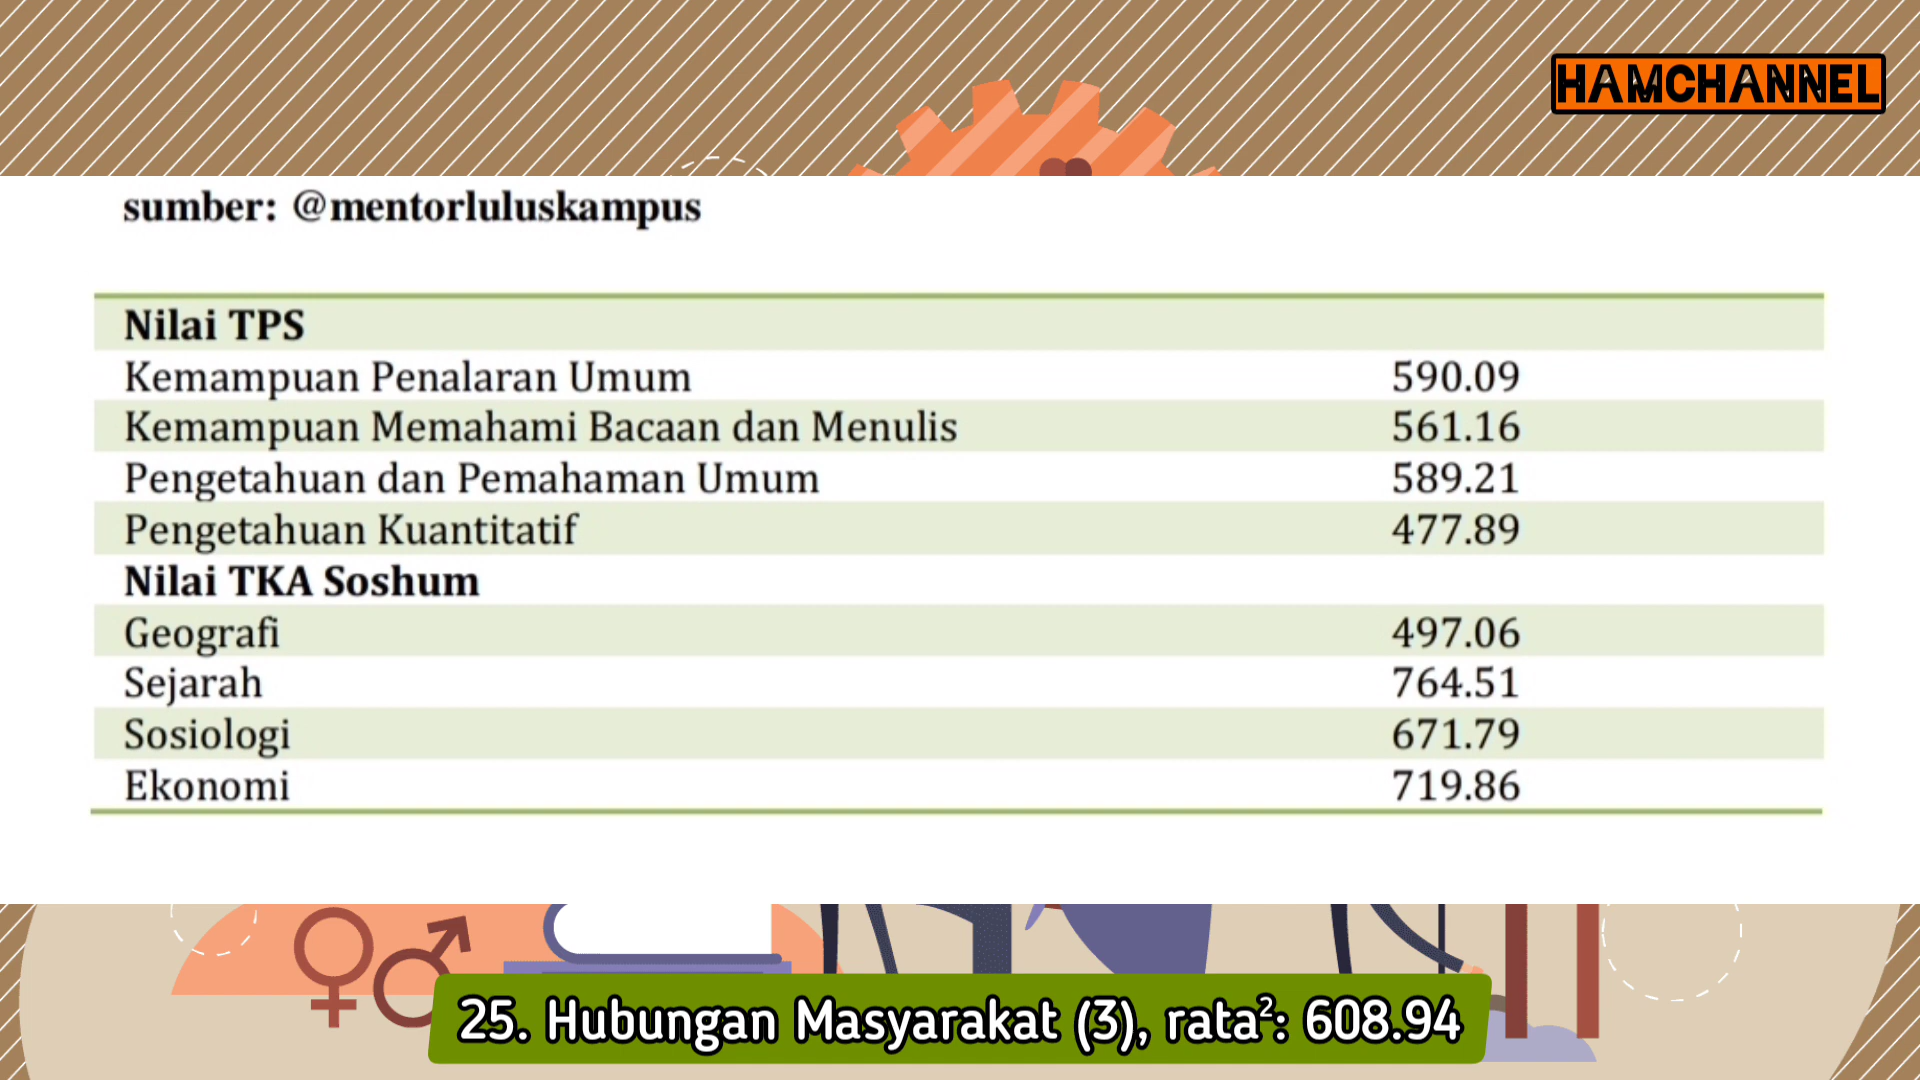 HAMCHANNEL
sumber: @mentorluluskampus
Nilai TPS
Kemampuan Penalaran Umum 590.09
Kemampuan Memahami Bacaan dan Menulis 561.16
Pengetahuan dan Pemahaman Umum 589.21
Pengetahuan Kuantitatif 477.89
Nilai TKA Soshum
Geografi 497.06
Sejarah 764.51
Sosiologi 671.79
Ekonomi 719.86
25. Hubungan Masyarakat (3), rata²: 608.94